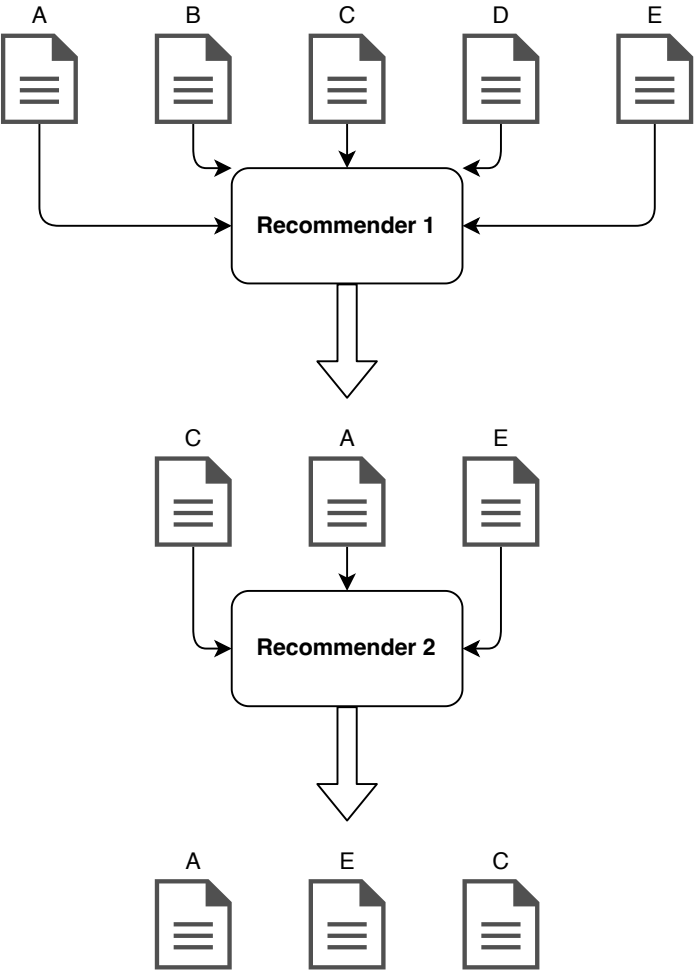 A B C D E
Recommender 1
C A E
Recommender 2
A E C